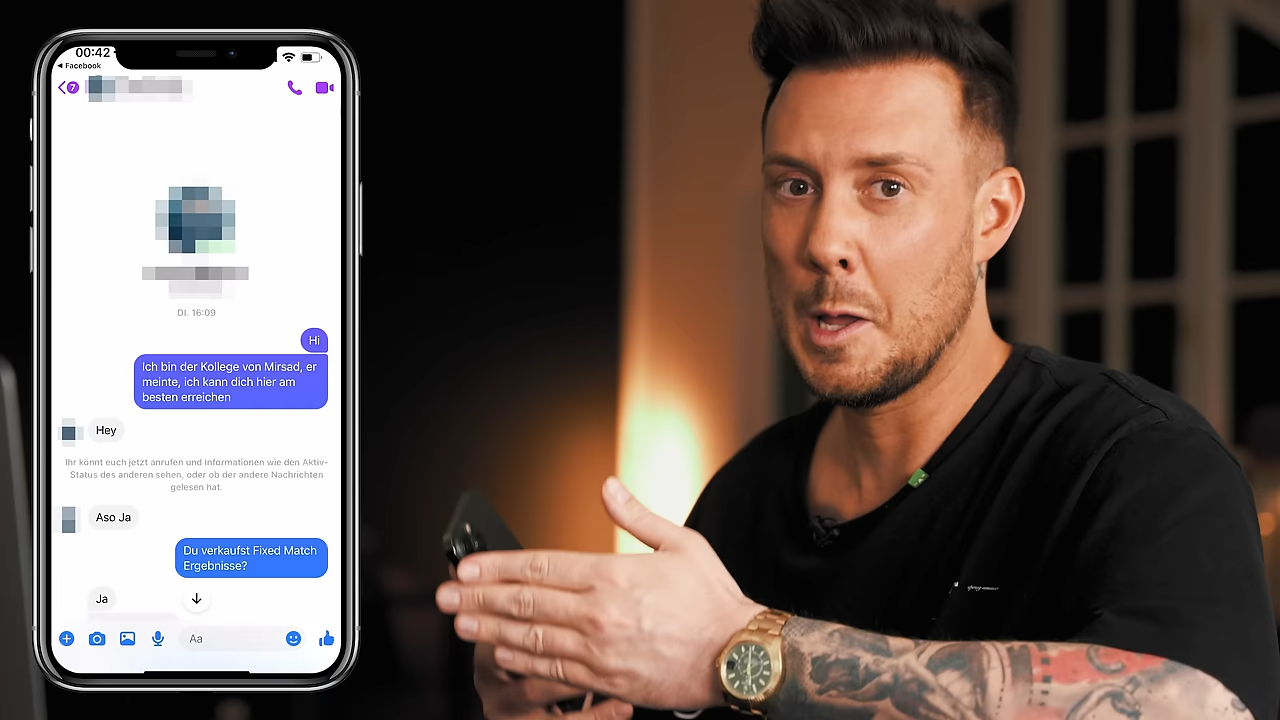 00:42
Facebook
7
DI. 16:09
Hi
Ich bin der Kollege von Mirsad, er
meinte, ich kann dich hier am
besten erreichen
Hey
Ihr könnt euch jetzt anrufen und Informationen wie den Aktiv-
Status des anderen sehen, oder ob der andere Nachrichten
gelesen hat.
Aso Ja
Du verkaufst Fixed Match
Ergebnisse?
Ja
Aa